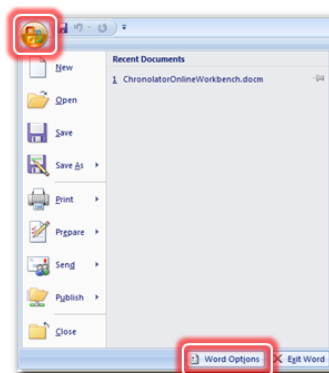 Recent Documents
New
1 ChronolatorOnlineWorkbench.docm
Open
Save
Save As
Print
Prepare
Send
Publish
Close
Word Options
Exit Word